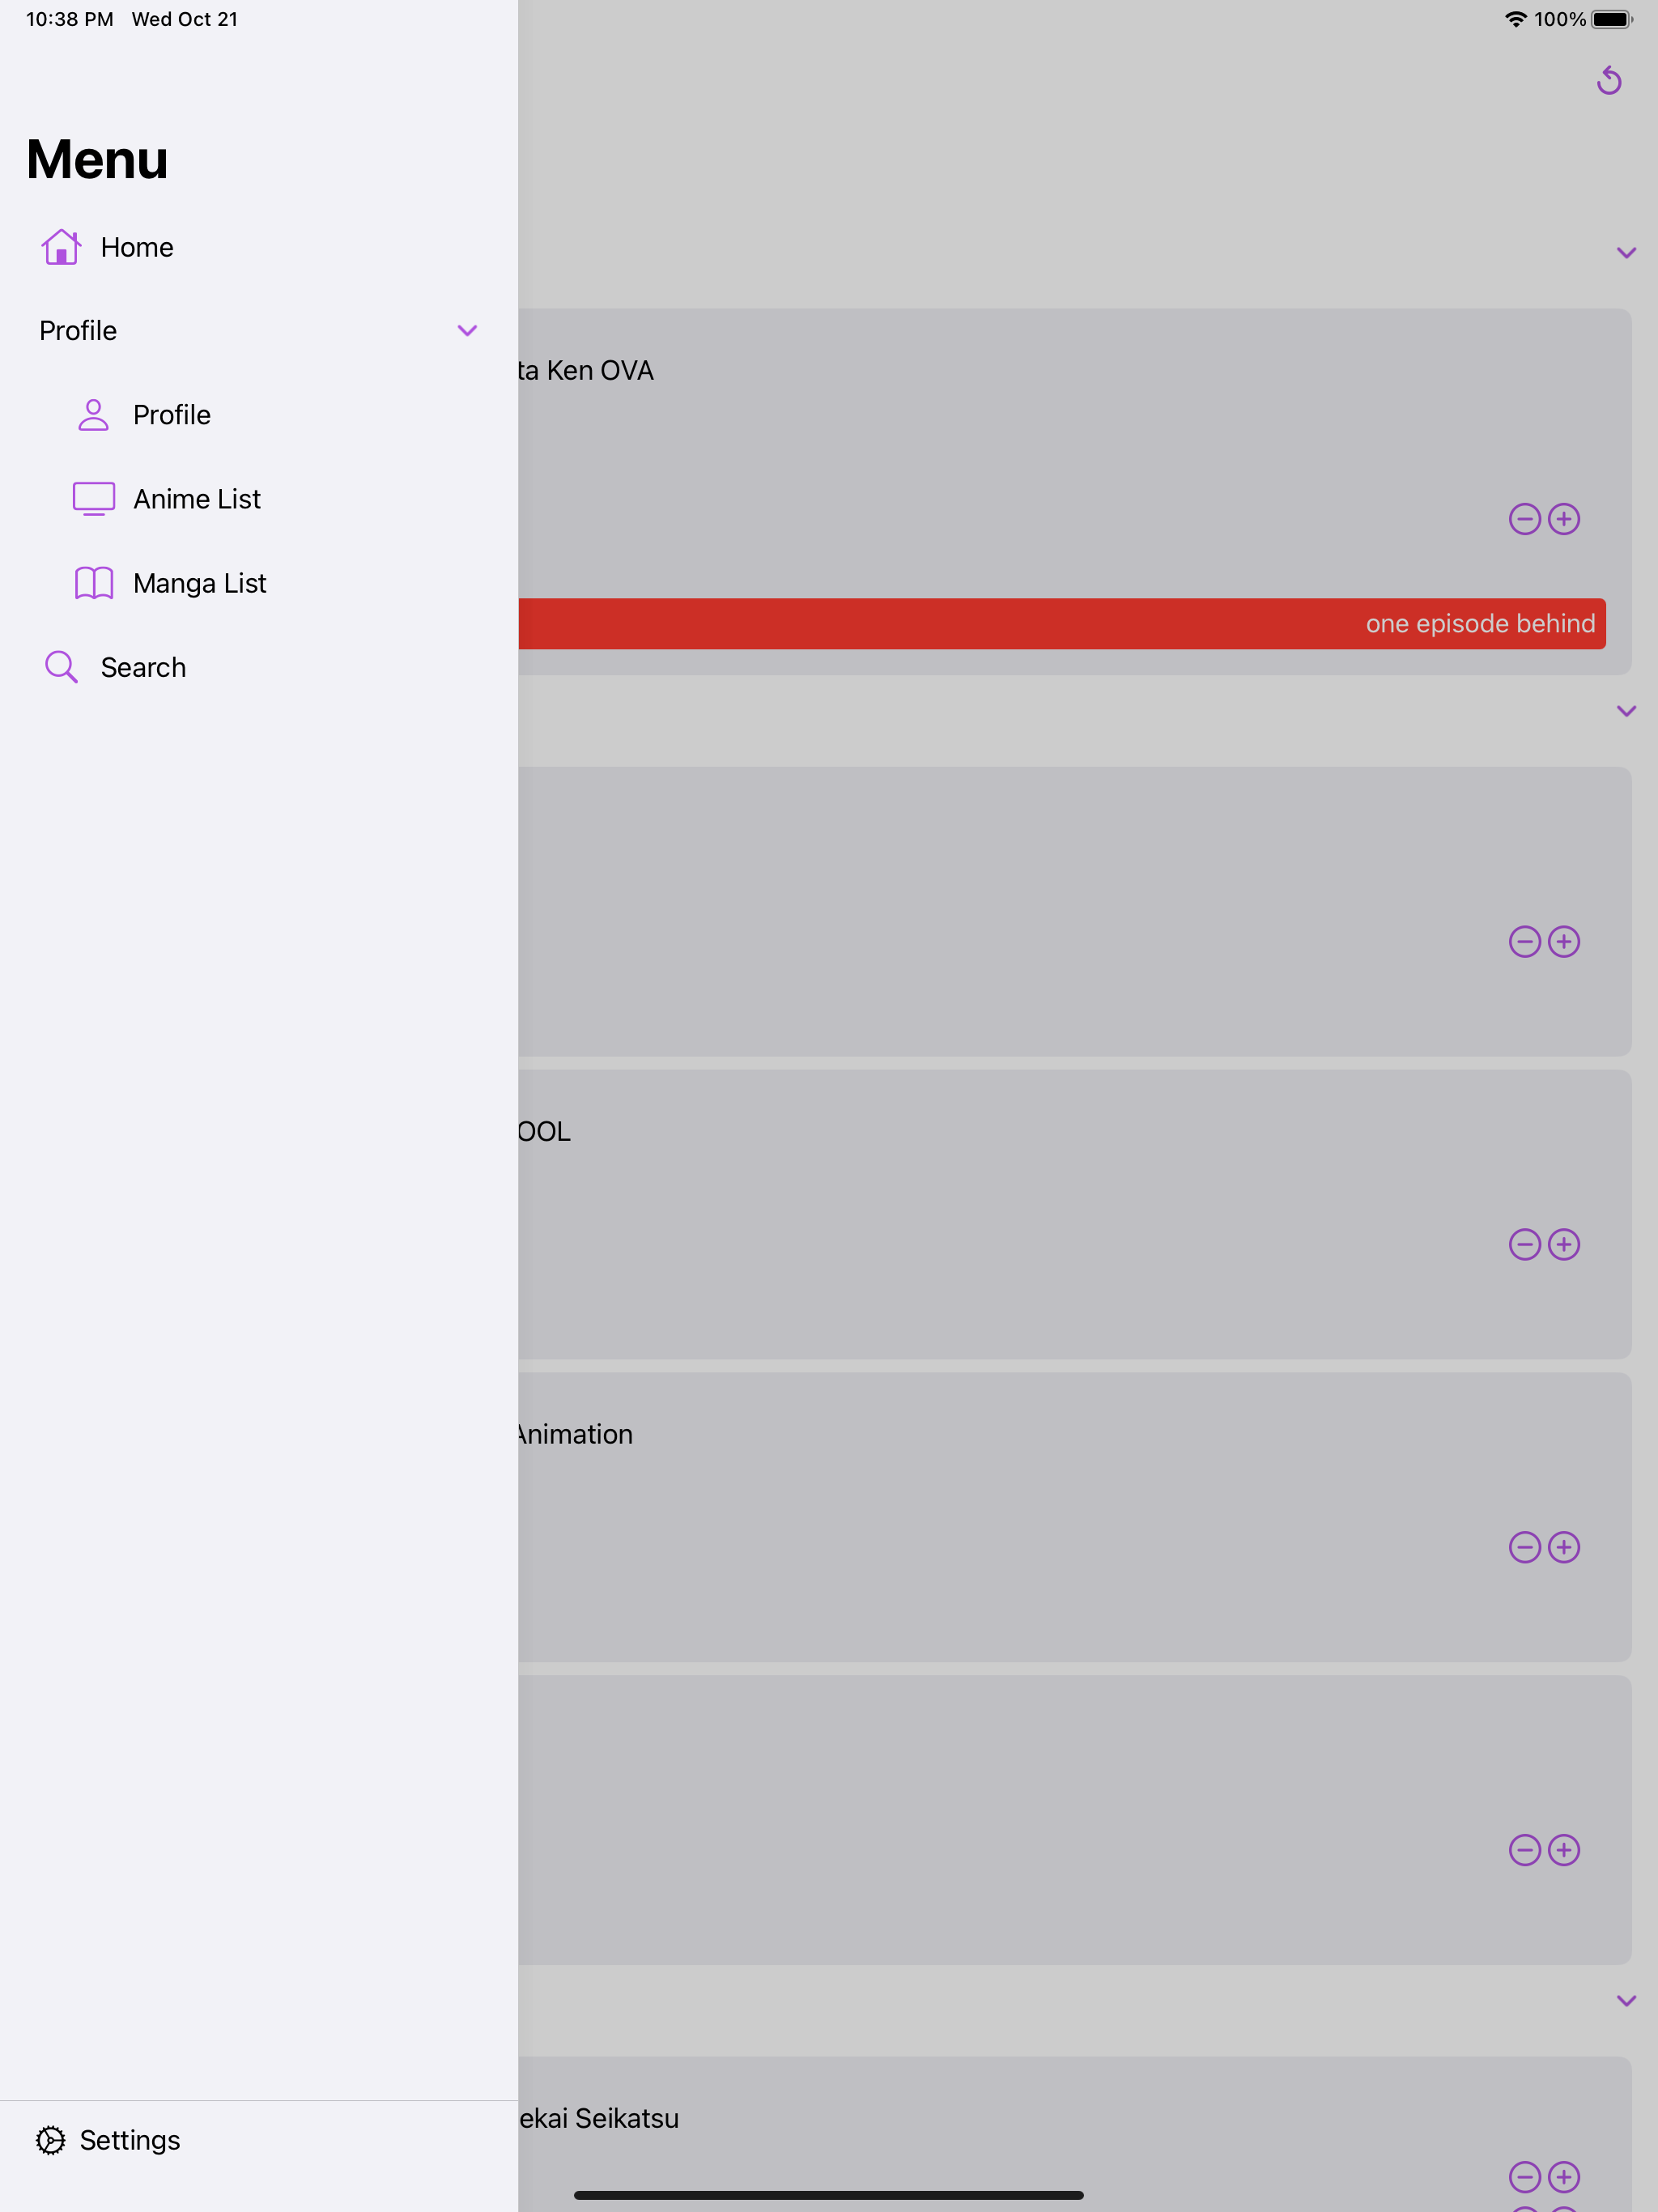 10:38 PM Wed Oct 21
100%
Menu
Home
Profile
Profile
Anime List
Manga List
Search
Settings
Ken OVA
one episode behind
OOL
Animation
ekai Seikatsu